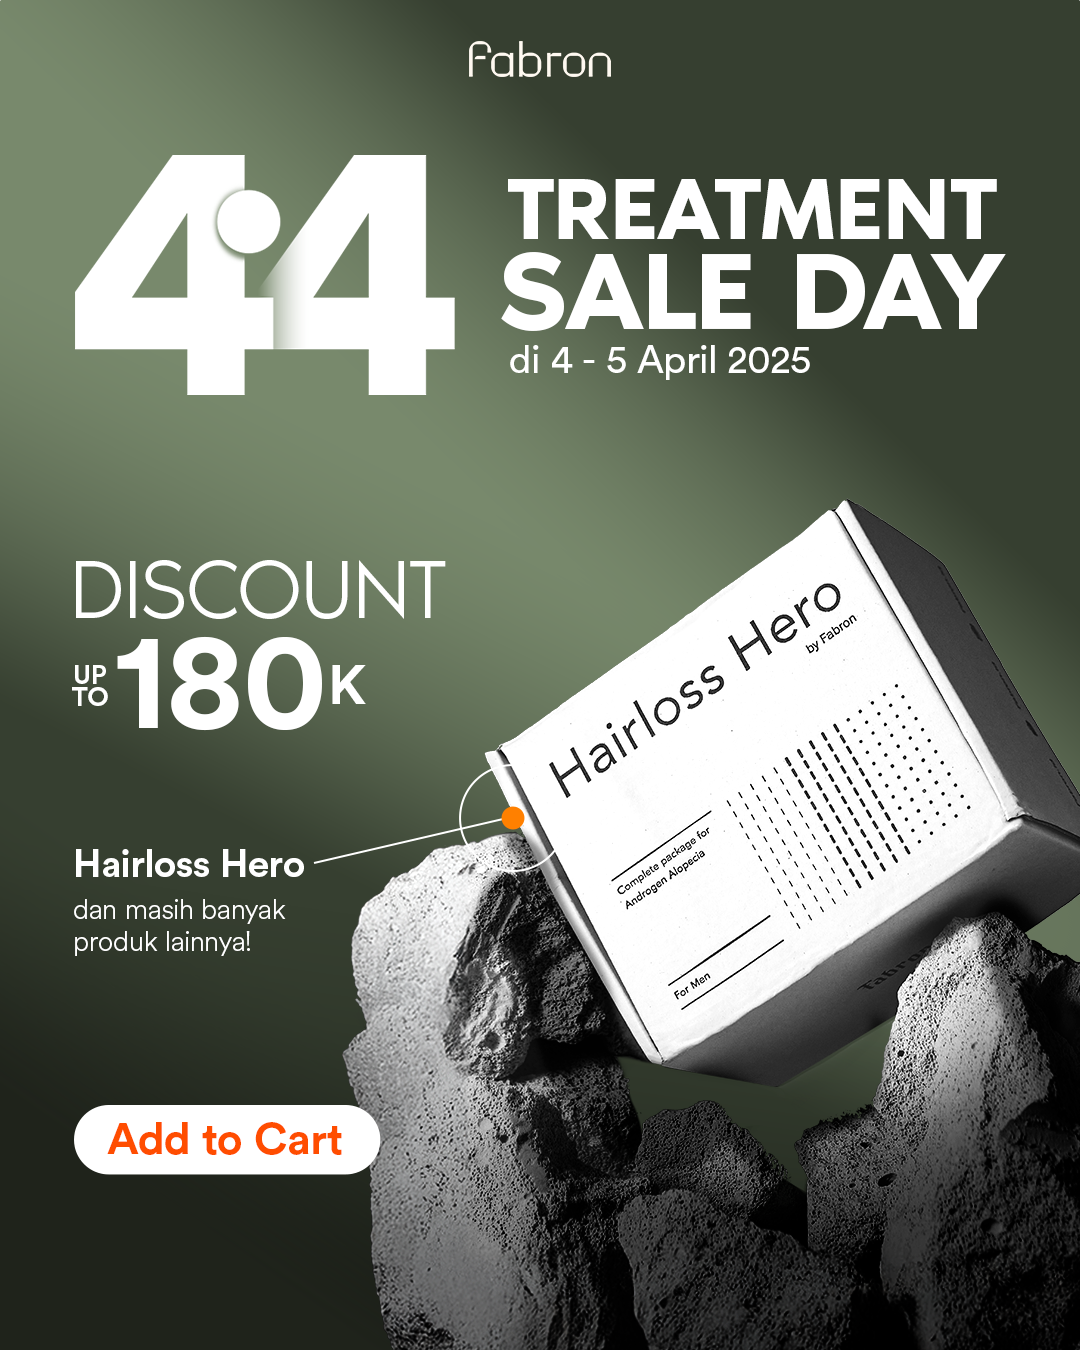 Fabron
4.4
TREATMENT
SALE DAY
di 4 - 5 April 2025
DISCOUNT
UP TO 180K
Hairloss Hero
by Fabron
Complete package for
Androgen Alopecia
For Men
Fabron
Hairloss Hero
dan masih banyak
produk lainnya!
Add to Cart